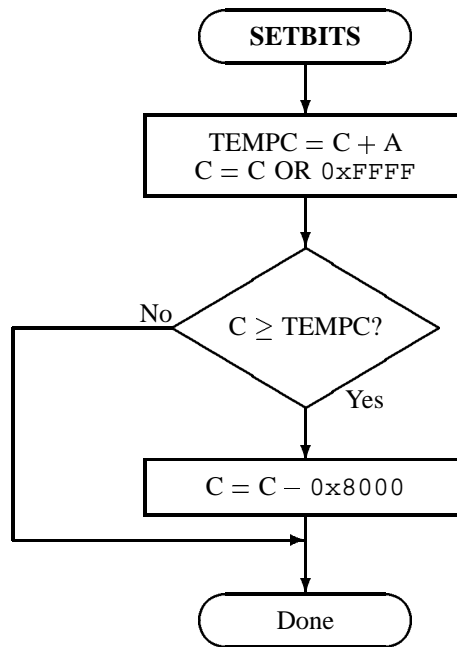 SETBITS
TEMPC = C + A
C = C OR 0xFFFF
No
C ≥ TEMPC?
Yes
C = C − 0x8000
Done